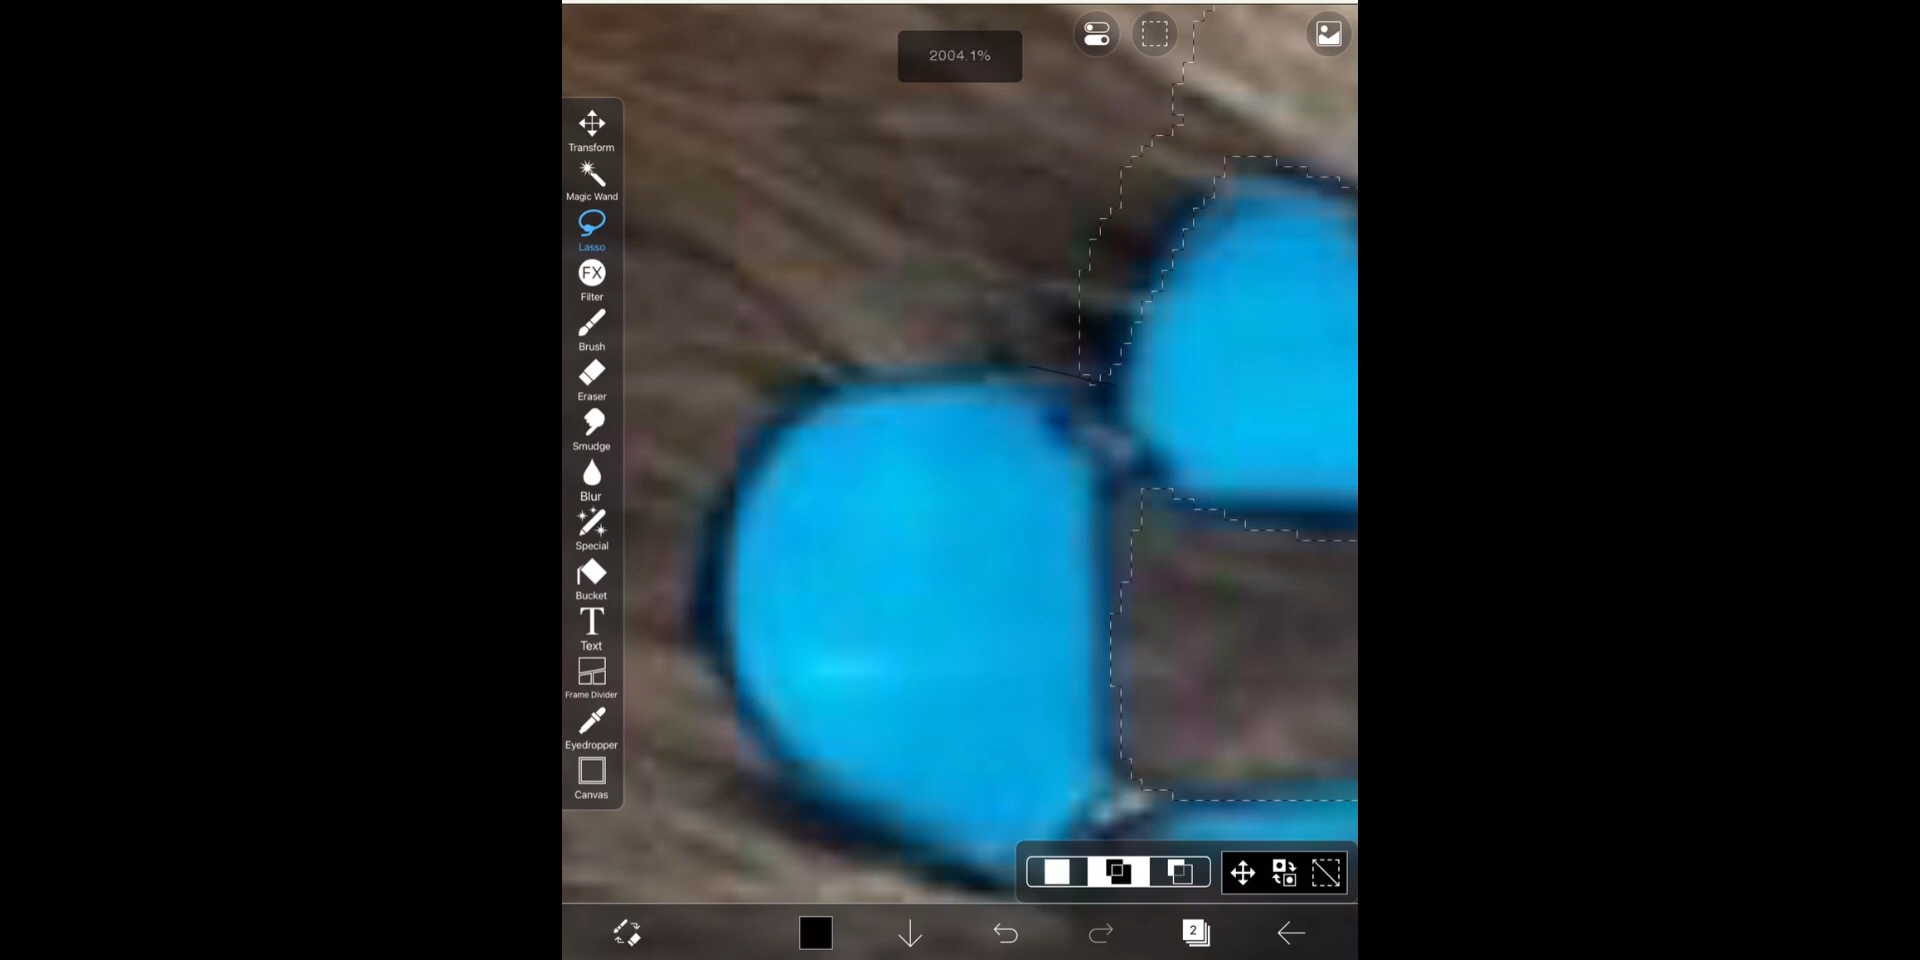 2004.1%
Transform
Magic Wand
Lasso
FX
Filter
Brush
Eraser
Smudge
Blur
Special
Bucket
T
Text
Frame Divider
Eyedropper
Canvas
2